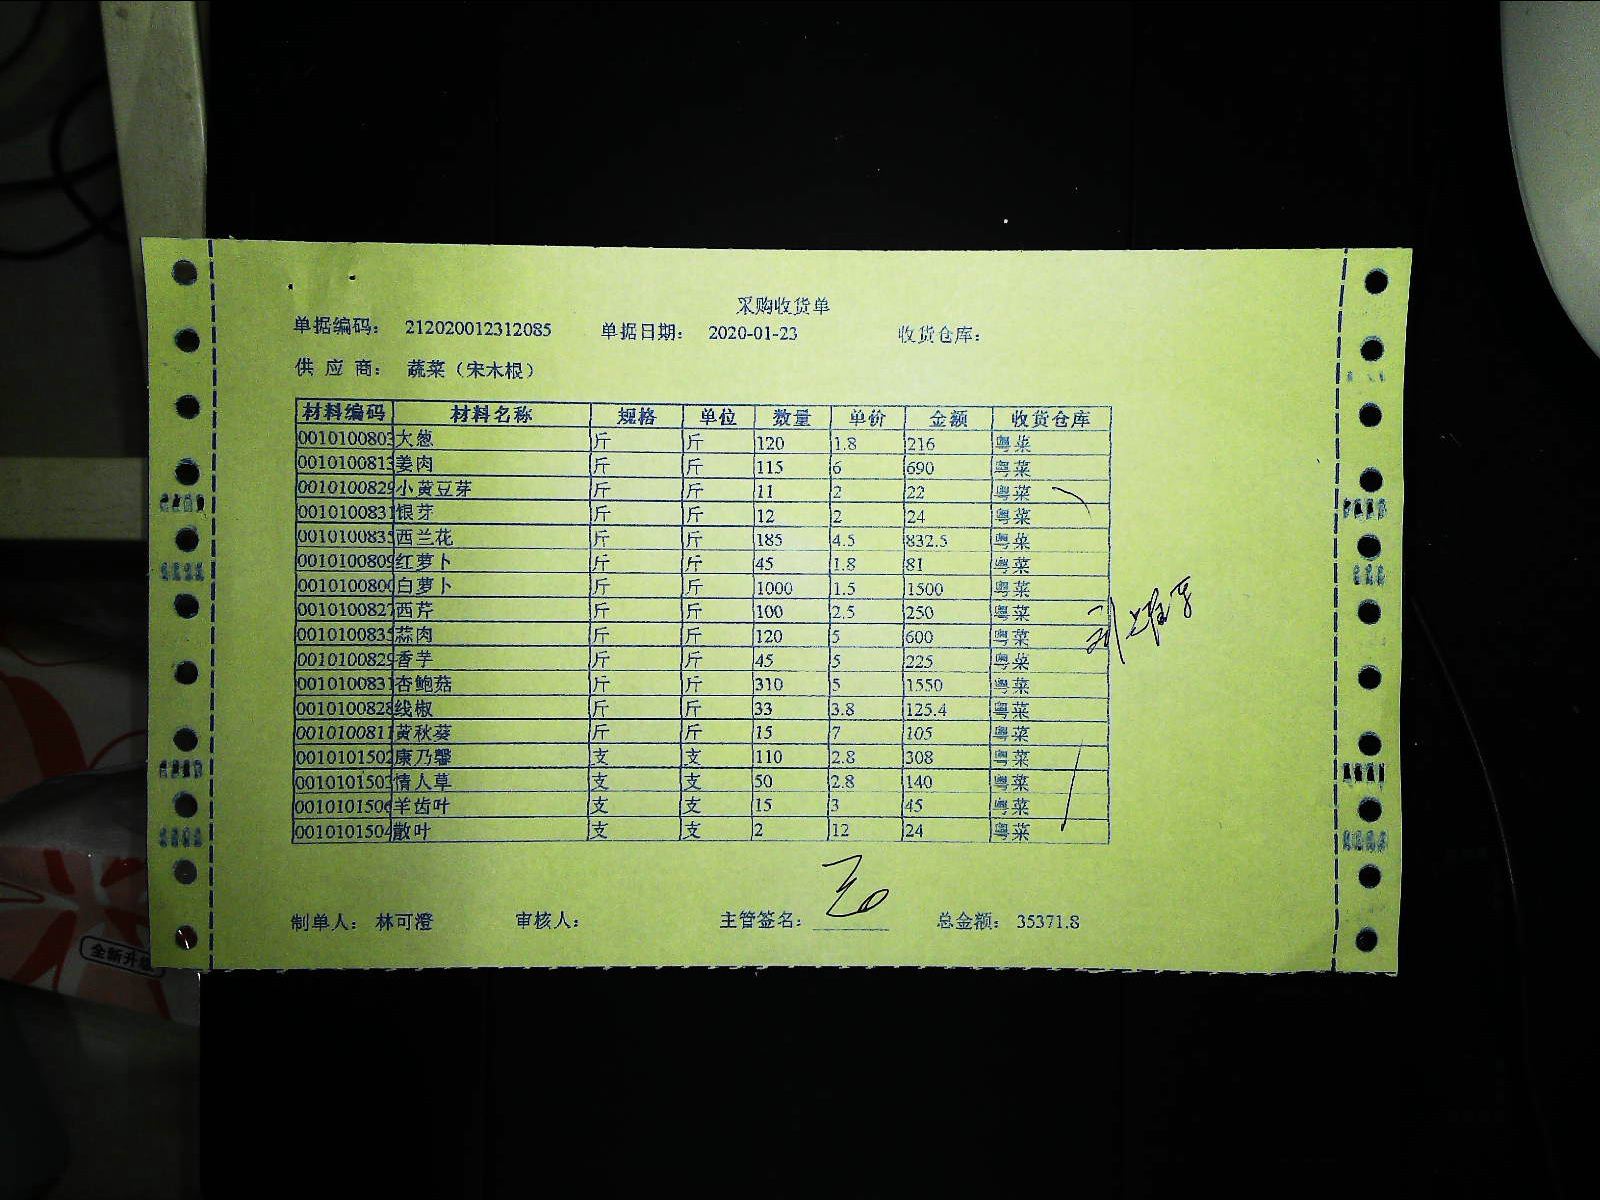 采购收货单
单据编码： 212020012312085 单据日期： 2020-01-23 收货仓库：
供 应 商： 蔬菜（宋木根）
材料编码 材料名称 规格 单位 数量 单价 金额 收货仓库
0010100803 大葱 斤 斤 120 1.8 216 粤菜
0010100813 姜肉 斤 斤 115 6 690 粤菜
0010100829 小黄豆芽 斤 斤 11 2 22 粤菜
0010100831 银芽 斤 斤 12 2 24 粤菜
0010100835 西兰花 斤 斤 185 4.5 832.5 粤菜
0010100809 红萝卜 斤 斤 45 1.8 81 粤菜
0010100800 白萝卜 斤 斤 1000 1.5 1500 粤菜
0010100827 西芹 斤 斤 100 2.5 250 粤菜
0010100835 蒜肉 斤 斤 120 5 600 粤菜
0010100829 香芋 斤 斤 45 5 225 粤菜
0010100831 杏鲍菇 斤 斤 310 5 1550 粤菜
0010100828 线椒 斤 斤 33 3.8 125.4 粤菜
0010100811 黄秋葵 斤 斤 15 7 105 粤菜
0010101502 康乃馨 支 支 110 2.8 308 粤菜
0010101503 情人草 支 支 50 2.8 140 粤菜
0010101506 羊齿叶 支 支 15 3 45 粤菜
0010101504 散叶 支 支 2 12 24 粤菜
制单人： 林可澄 审核人： 主管签名： 总金额： 35371.8
全新升级